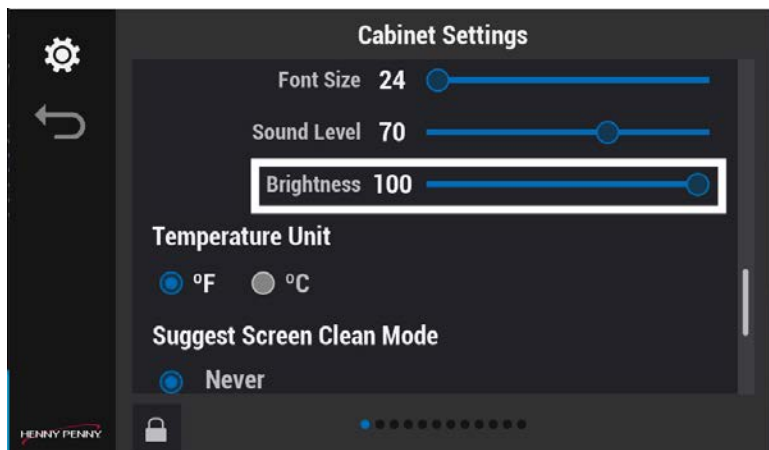 Cabinet Settings
Font Size 24
Sound Level 70
Brightness 100
Temperature Unit
ºF ºC
Suggest Screen Clean Mode
Never
HENNY PENNY